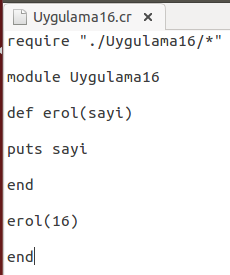 Uygulama16.cr
require "./Uygulama16/*"
module Uygulama16
def erol(sayi)
puts sayi
end
erol(16)
end